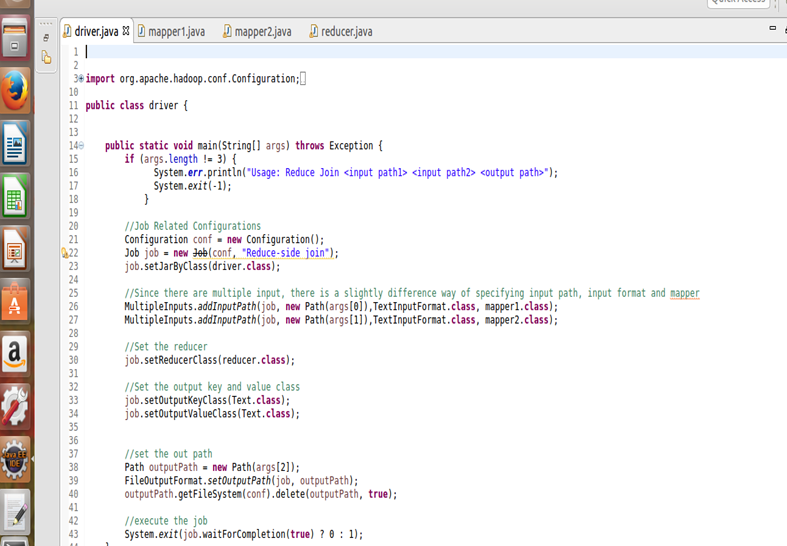 Quick Access
driver.java mapper1.java mapper2.java reducer.java
1
2
3 import org.apache.hadoop.conf.Configuration;
10
11 public class driver {
12
13
14 public static void main(String[] args) throws Exception {
15 if (args.length != 3) {
16 System.err.println("Usage: Reduce Join <input path1> <input path2> <output path>");
17 System.exit(-1);
18 }
19
20 //Job Related Configurations
21 Configuration conf = new Configuration();
22 Job job = new Job(conf, "Reduce-side join");
23 job.setJarByClass(driver.class);
24
25 //Since there are multiple input, there is a slightly difference way of specifying input path, input format and mapper
26 MultipleInputs.addInputPath(job, new Path(args[0]),TextInputFormat.class, mapper1.class);
27 MultipleInputs.addInputPath(job, new Path(args[1]),TextInputFormat.class, mapper2.class);
28
29 //Set the reducer
30 job.setReducerClass(reducer.class);
31
32 //Set the output key and value class
33 job.setOutputKeyClass(Text.class);
34 job.setOutputValueClass(Text.class);
35
36
37 //set the out path
38 Path outputPath = new Path(args[2]);
39 FileOutputFormat.setOutputPath(job, outputPath);
40 outputPath.getFileSystem(conf).delete(outputPath, true);
41
42 //execute the job
43 System.exit(job.waitForCompletion(true) ? 0 : 1);
44 }
Java EE
IDE